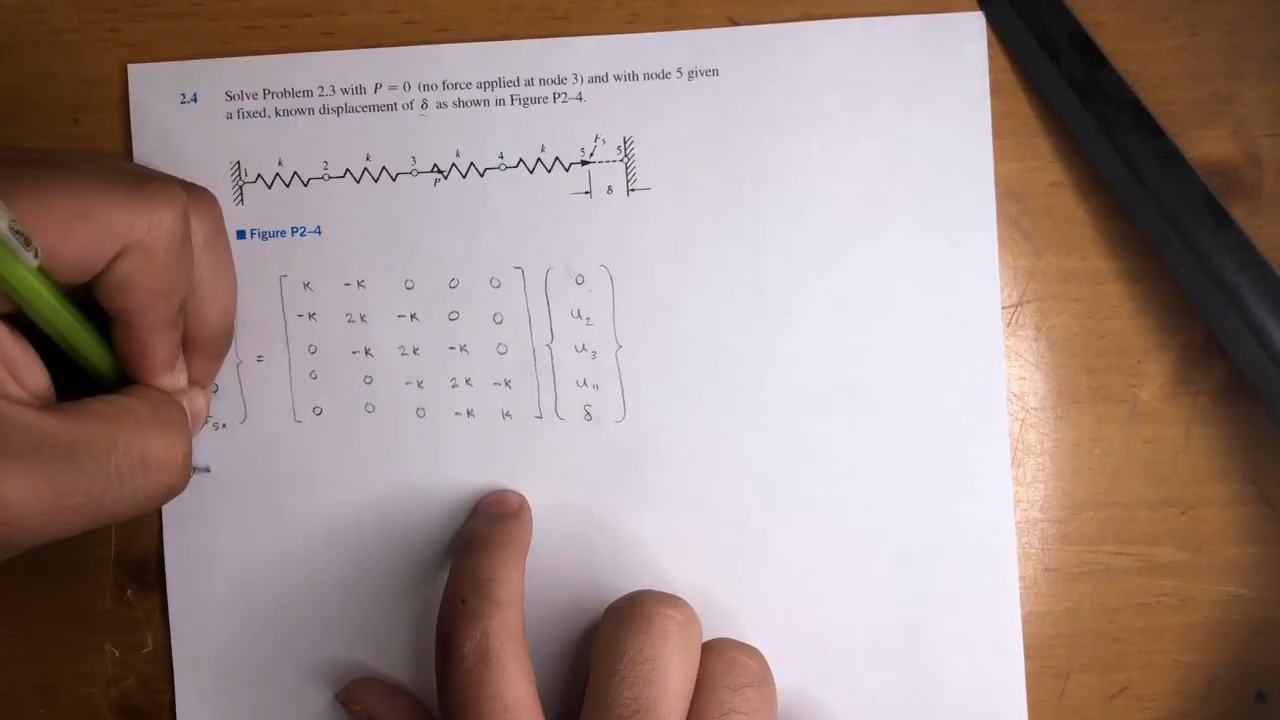 2.4 Solve Problem 2.3 with P = 0 (no force applied at node 3) and with node 5 given
a fixed, known displacement of δ as shown in Figure P2–4.
F5
k k k k
1 2 3 4 5 5
P
δ
Figure P2–4
K -K 0 0 0 0
-K 2K -K 0 0 u2
= 0 -K 2K -K 0 u3
0 0 0 -K 2K -K u4
F5x 0 0 0 -K K δ